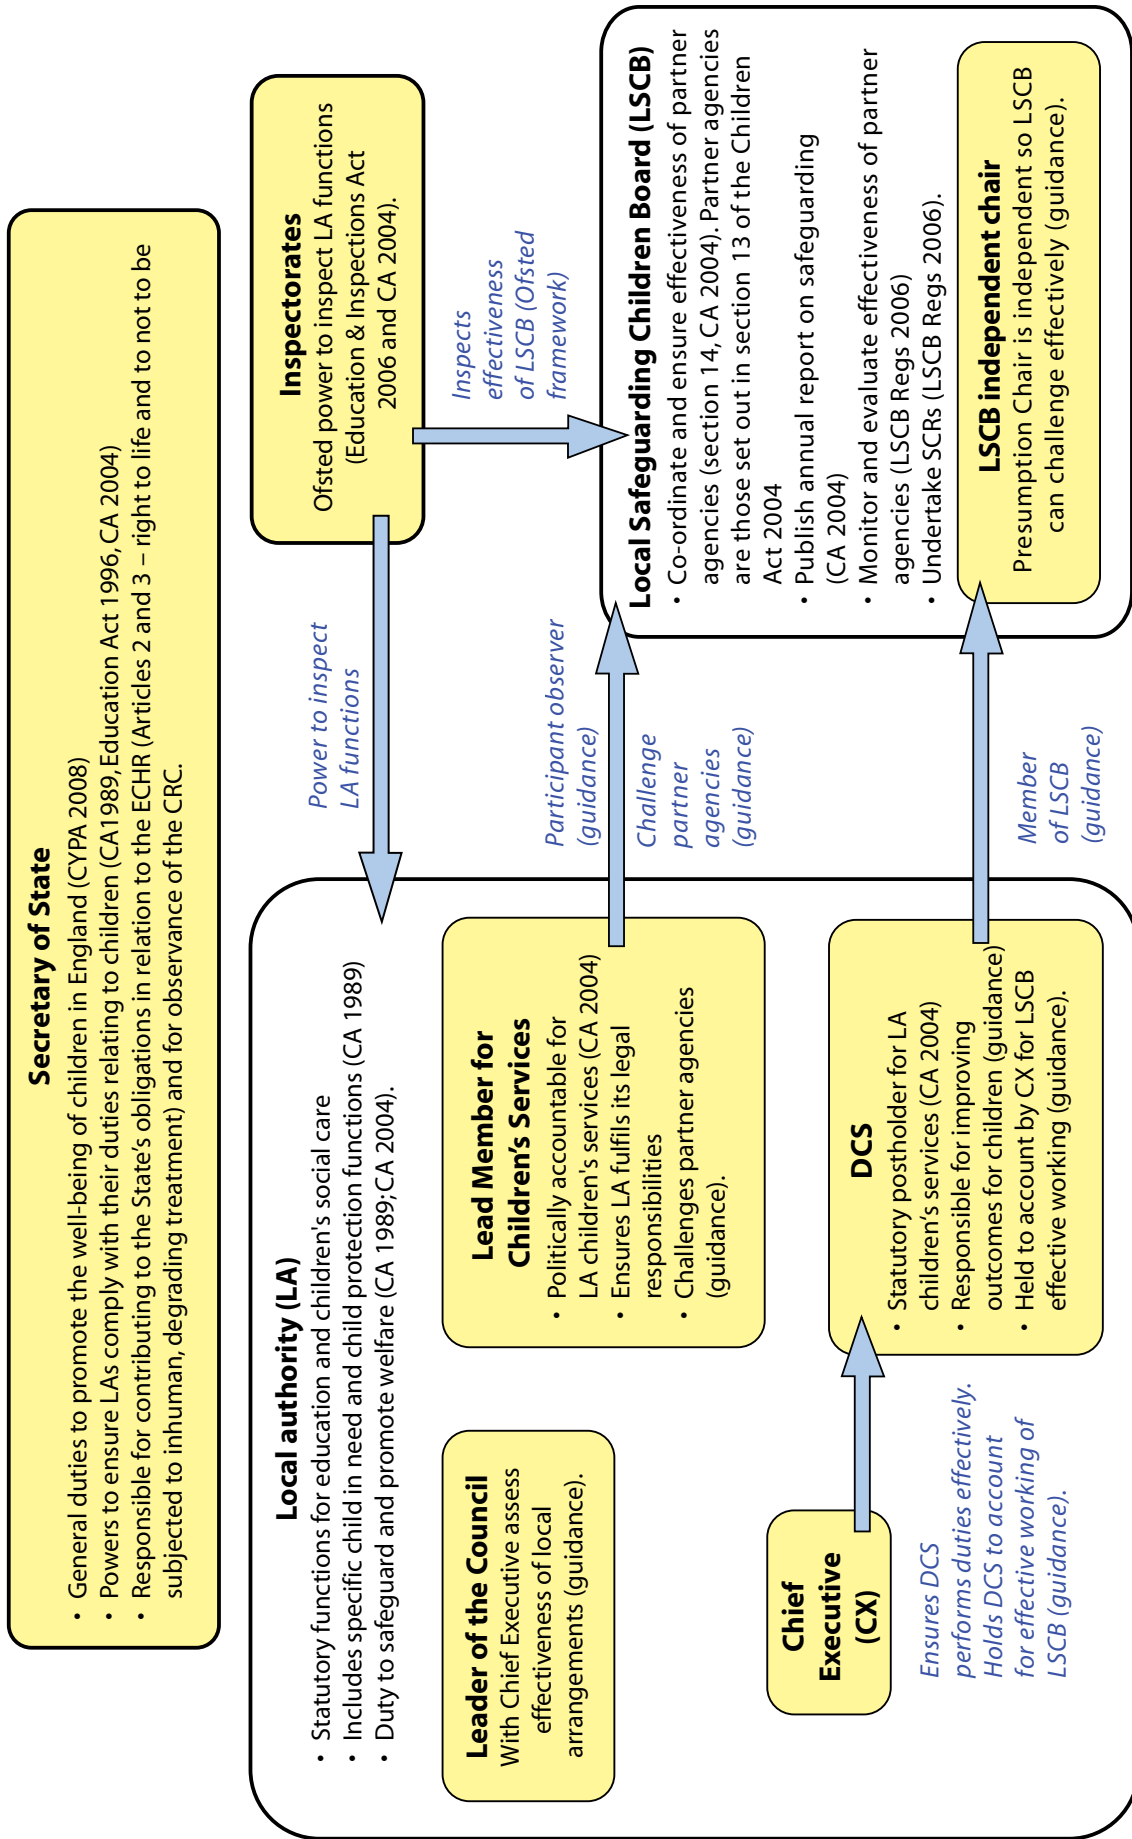 Secretary of State
• General duties to promote the well-being of children in England (CYPA 2008)
• Powers to ensure LAs comply with their duties relating to children (CA1989, Education Act 1996, CA 2004)
• Responsible for contributing to the State's obligations in relation to the ECHR (Articles 2 and 3 – right to life and to not to be
subjected to inhuman, degrading treatment) and for observance of the CRC.
Local authority (LA)
• Statutory functions for education and children's social care
• Includes specific child in need and child protection functions (CA 1989)
• Duty to safeguard and promote welfare (CA 1989;CA 2004).
Leader of the Council
With Chief Executive assess
effectiveness of local
arrangements (guidance).
Lead Member for
Children's Services
• Politically accountable for
LA children's services (CA 2004)
• Ensures LA fulfils its legal
responsibilities
• Challenges partner agencies
(guidance).
Chief
Executive
(CX)
Ensures DCS
performs duties effectively.
Holds DCS to account
for effective working of
LSCB (guidance).
DCS
• Statutory postholder for LA
children's services (CA 2004)
• Responsible for improving
outcomes for children (guidance)
• Held to account by CX for LSCB
effective working (guidance).
Power to inspect
LA functions
Participant observer
(guidance)
Challenge
partner
agencies
(guidance)
Member
of LSCB
(guidance)
Inspectorates
Ofsted power to inspect LA functions
(Education & Inspections Act
2006 and CA 2004).
Inspects
effectiveness
of LSCB (Ofsted
framework)
Local Safeguarding Children Board (LSCB)
• Co-ordinate and ensure effectiveness of partner
agencies (section 14, CA 2004). Partner agencies
are those set out in section 13 of the Children
Act 2004
• Publish annual report on safeguarding
(CA 2004)
• Monitor and evaluate effectiveness of partner
agencies (LSCB Regs 2006)
• Undertake SCRs (LSCB Regs 2006).
LSCB independent chair
Presumption Chair is independent so LSCB
can challenge effectively (guidance).